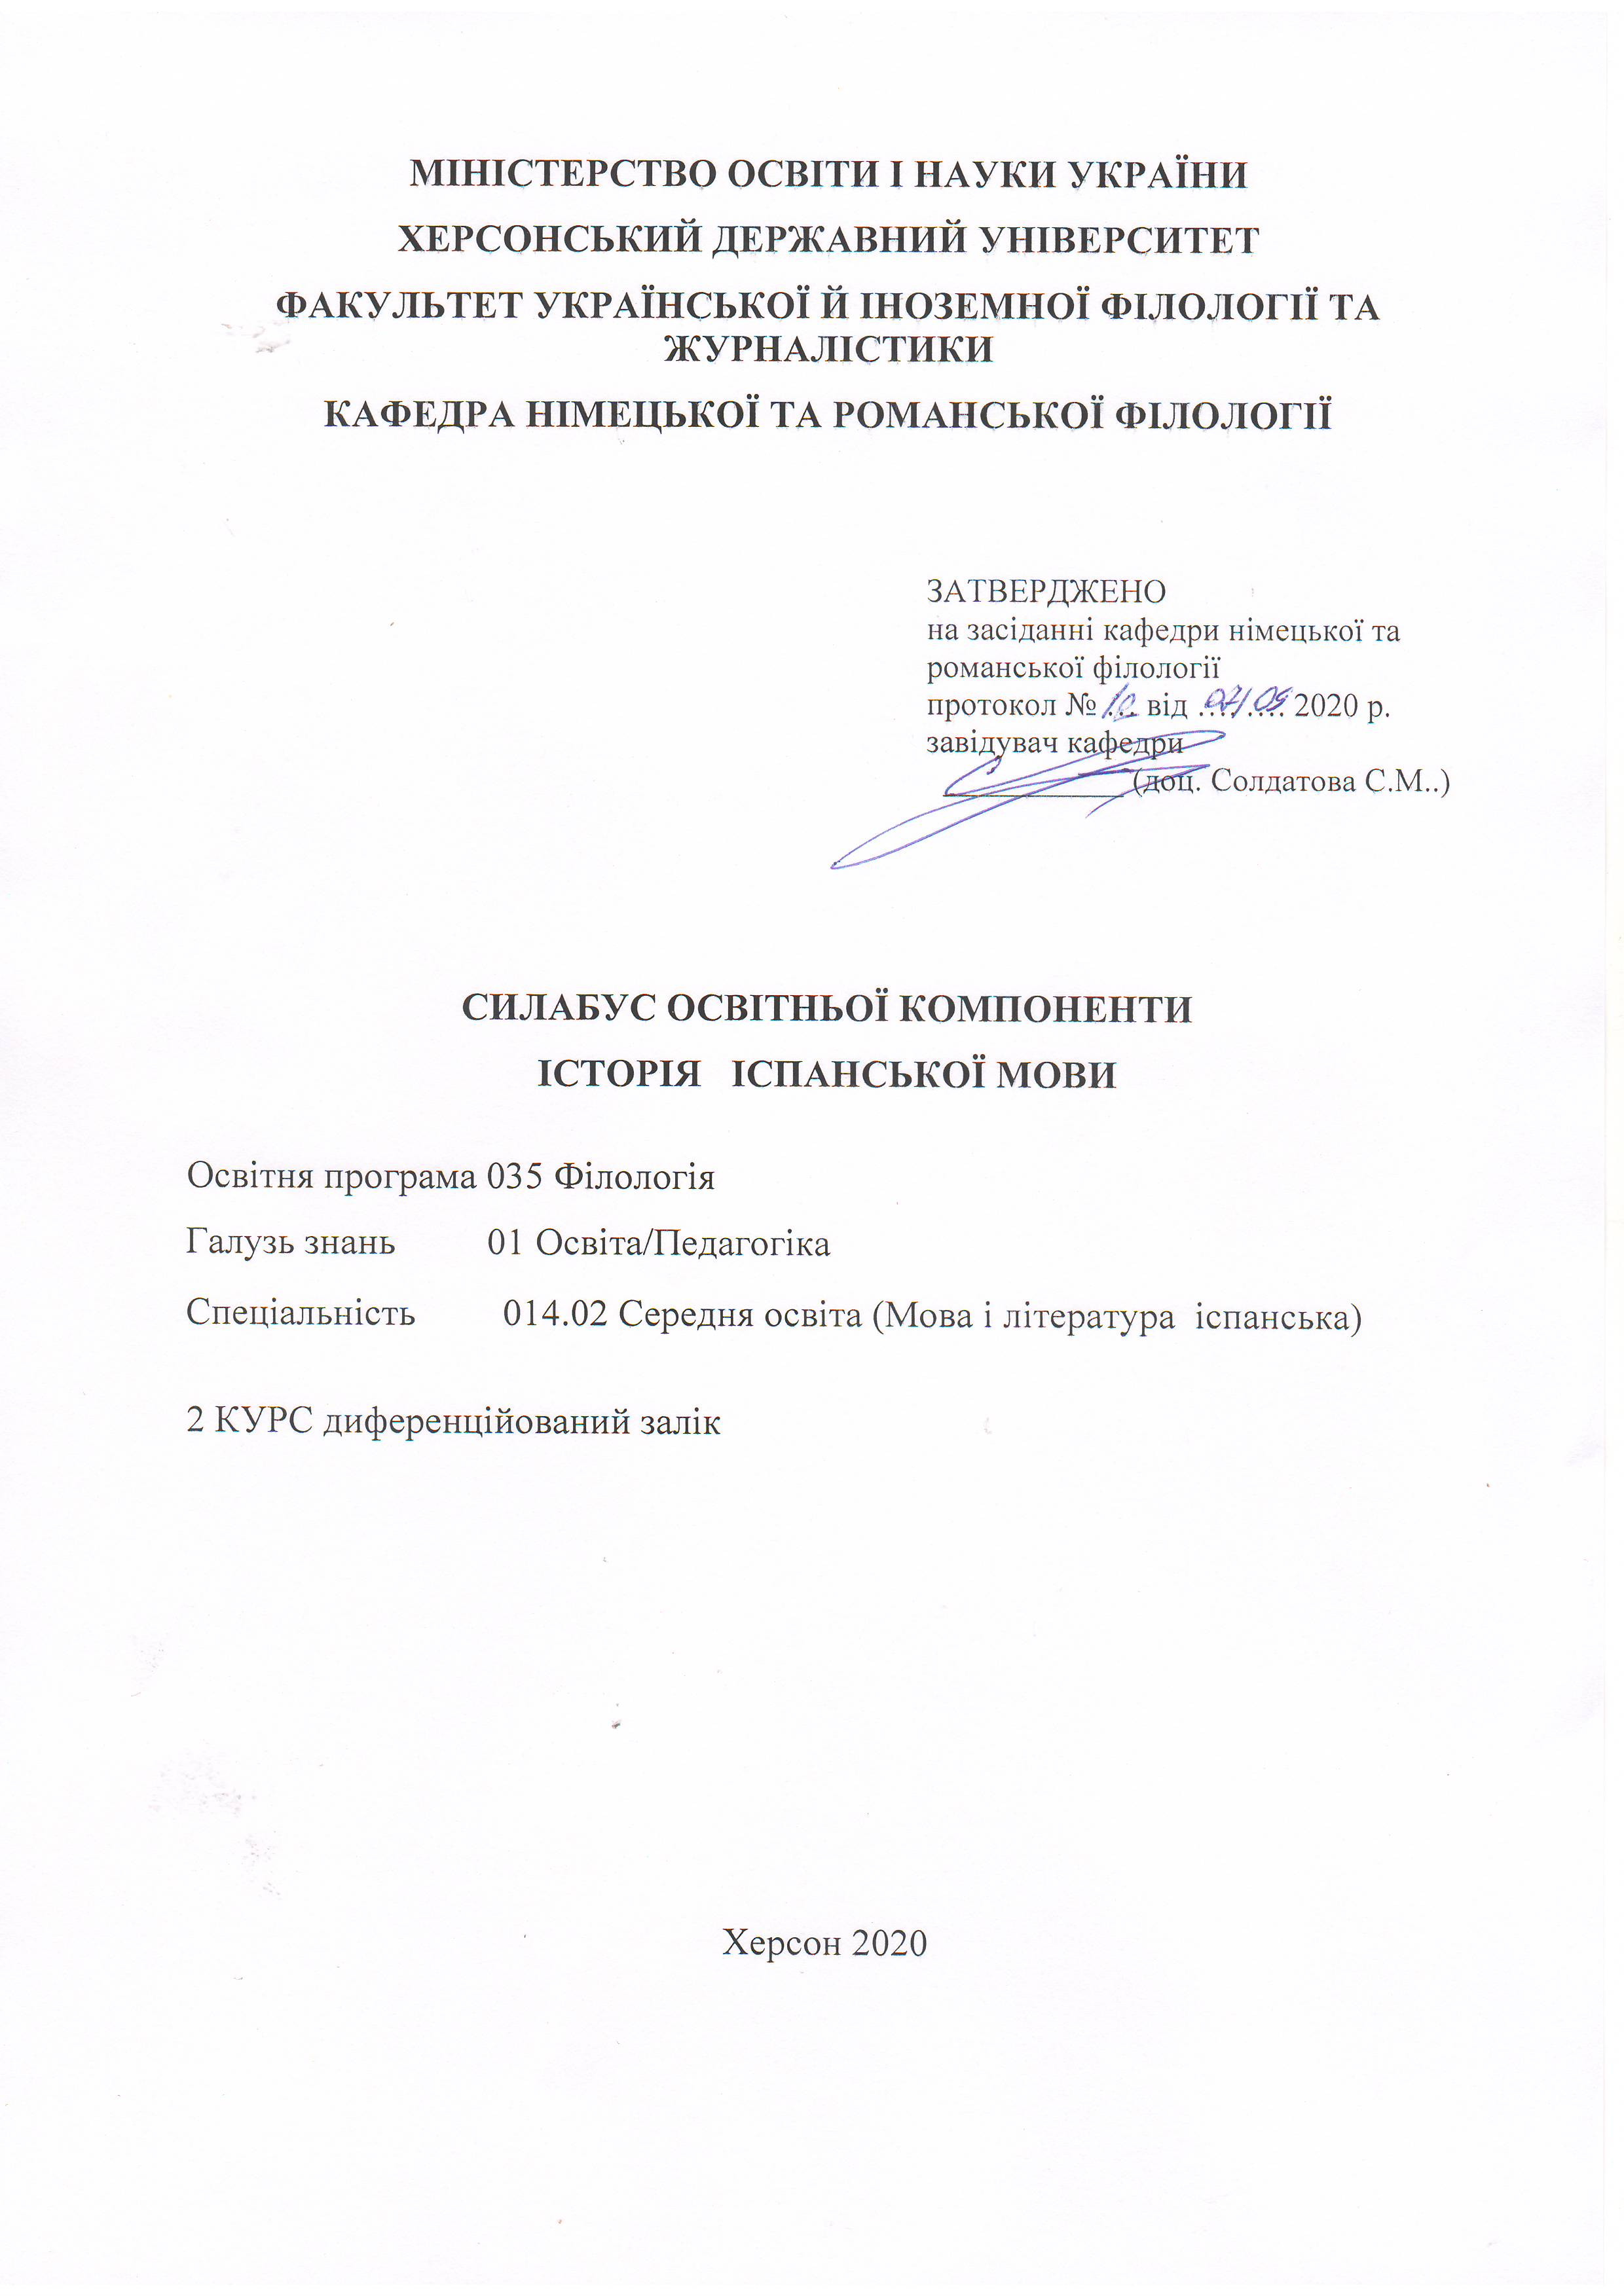 МІНІСТЕРСТВО ОСВІТИ І НАУКИ УКРАЇНИ
ХЕРСОНСЬКИЙ ДЕРЖАВНИЙ УНІВЕРСИТЕТ
ФАКУЛЬТЕТ УКРАЇНСЬКОЇ Й ІНОЗЕМНОЇ ФІЛОЛОГІЇ ТА
ЖУРНАЛІСТИКИ
КАФЕДРА НІМЕЦЬКОЇ ТА РОМАНСЬКОЇ ФІЛОЛОГІЇ
ЗАТВЕРДЖЕНО
на засіданні кафедри німецької та
романської філології
протокол № від 2020 р.
завідувач кафедри
(доц. Солдатова С.М..)
СИЛАБУС ОСВІТНЬОЇ КОМПОНЕНТИ
ІСТОРІЯ ІСПАНСЬКОЇ МОВИ
Освітня програма 035 Філологія
Галузь знань 01 Освіта/Педагогіка
Спеціальність 014.02 Середня освіта (Мова і література іспанська)
2 КУРС диференційований залік
Херсон 2020